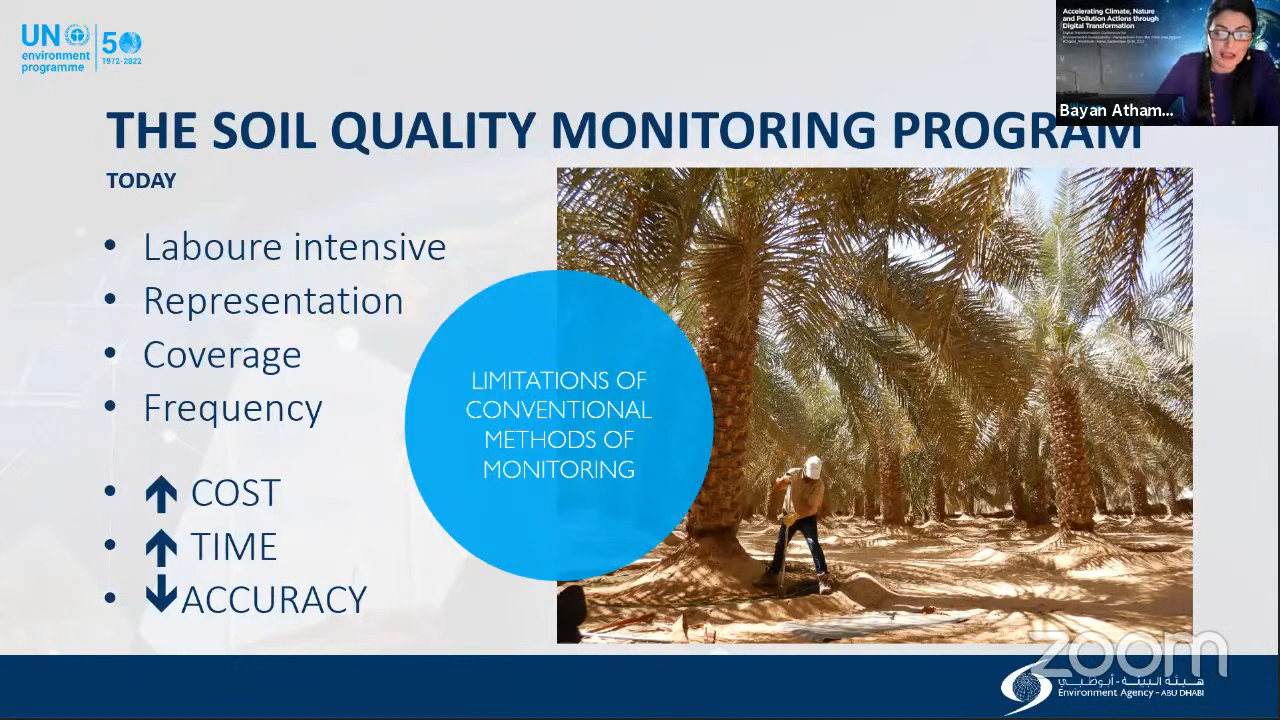 UN
environment
programme
50
1972-2022
Accelerating Climate, Nature
and Pollution Actions through
Digital Transformation
Bayan Atham...
THE SOIL QUALITY MONITORING PROGRAM
TODAY
• Laboure intensive
• Representation
• Coverage
• Frequency
• ↑ COST
• ↑ TIME
• ↓ACCURACY
LIMITATIONS OF
CONVENTIONAL
METHODS OF
MONITORING
zoom
هيئة البيئة - أبوظبي
Environment Agency - ABU DHABI